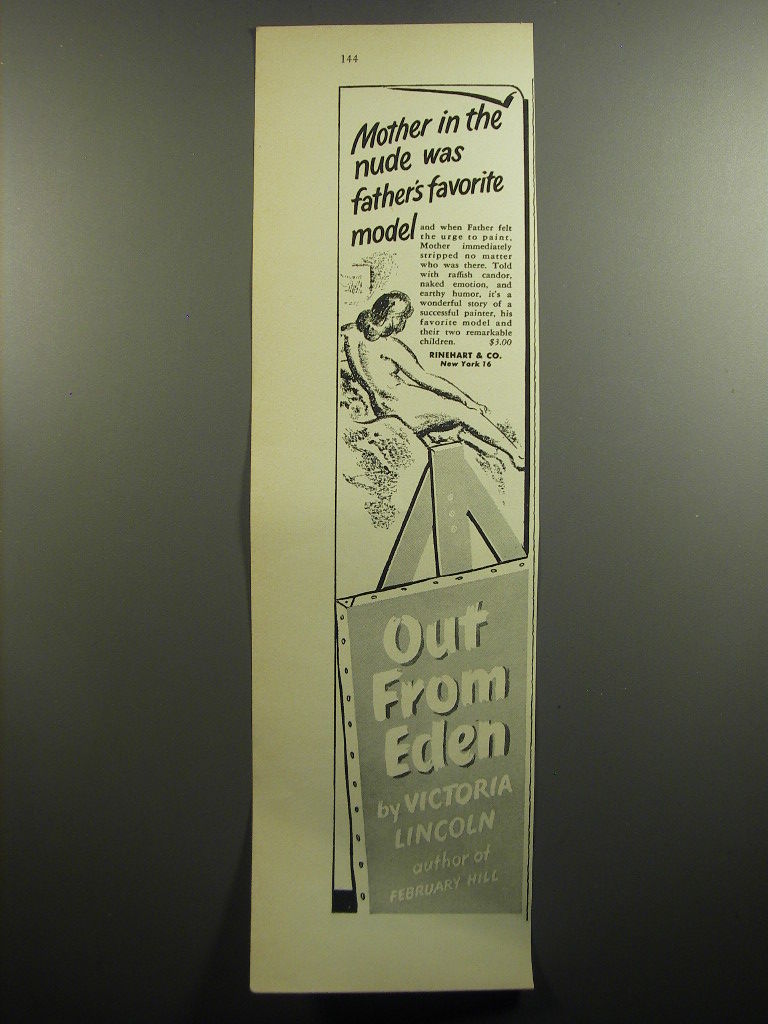 144
Mother in the
nude was
father's favorite
model
and when Father felt
the urge to paint,
Mother immediately
stripped no matter
who was there. Told
with raffish candor,
naked emotion, and
earthy humor, it's a
wonderful story of a
successful painter, his
favorite model and
their two remarkable
children. $3.00
RINEHART & CO.
New York 16
Out
From
Eden
by VICTORIA
LINCOLN
author of
FEBRUARY HILL